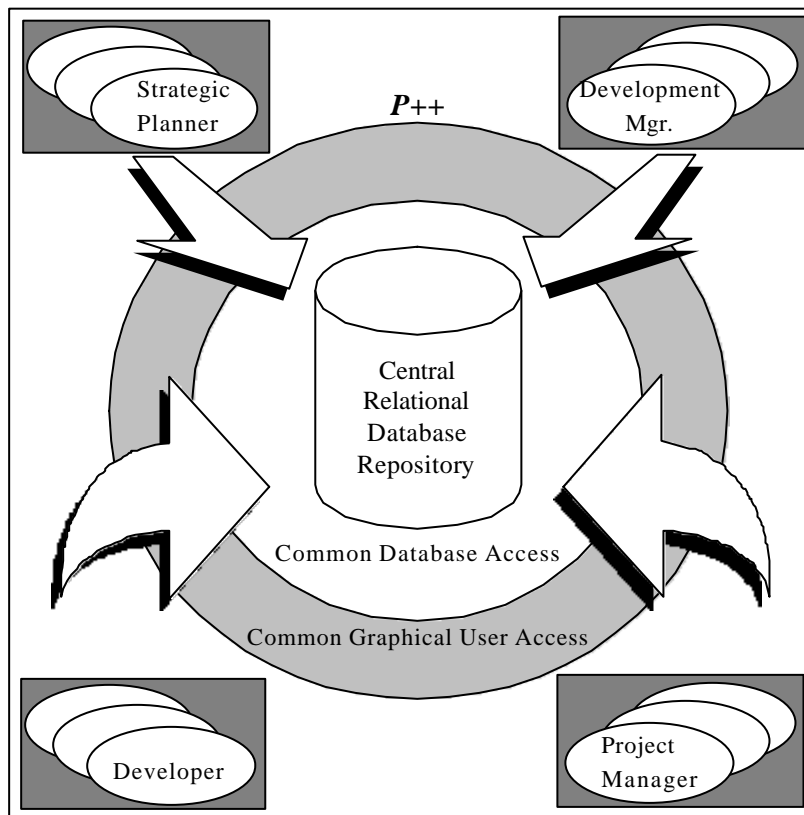 Strategic
Planner
P++
Development
Mgr.
Central
Relational
Database
Repository
Common Database Access
Common Graphical User Access
Developer
Project
Manager